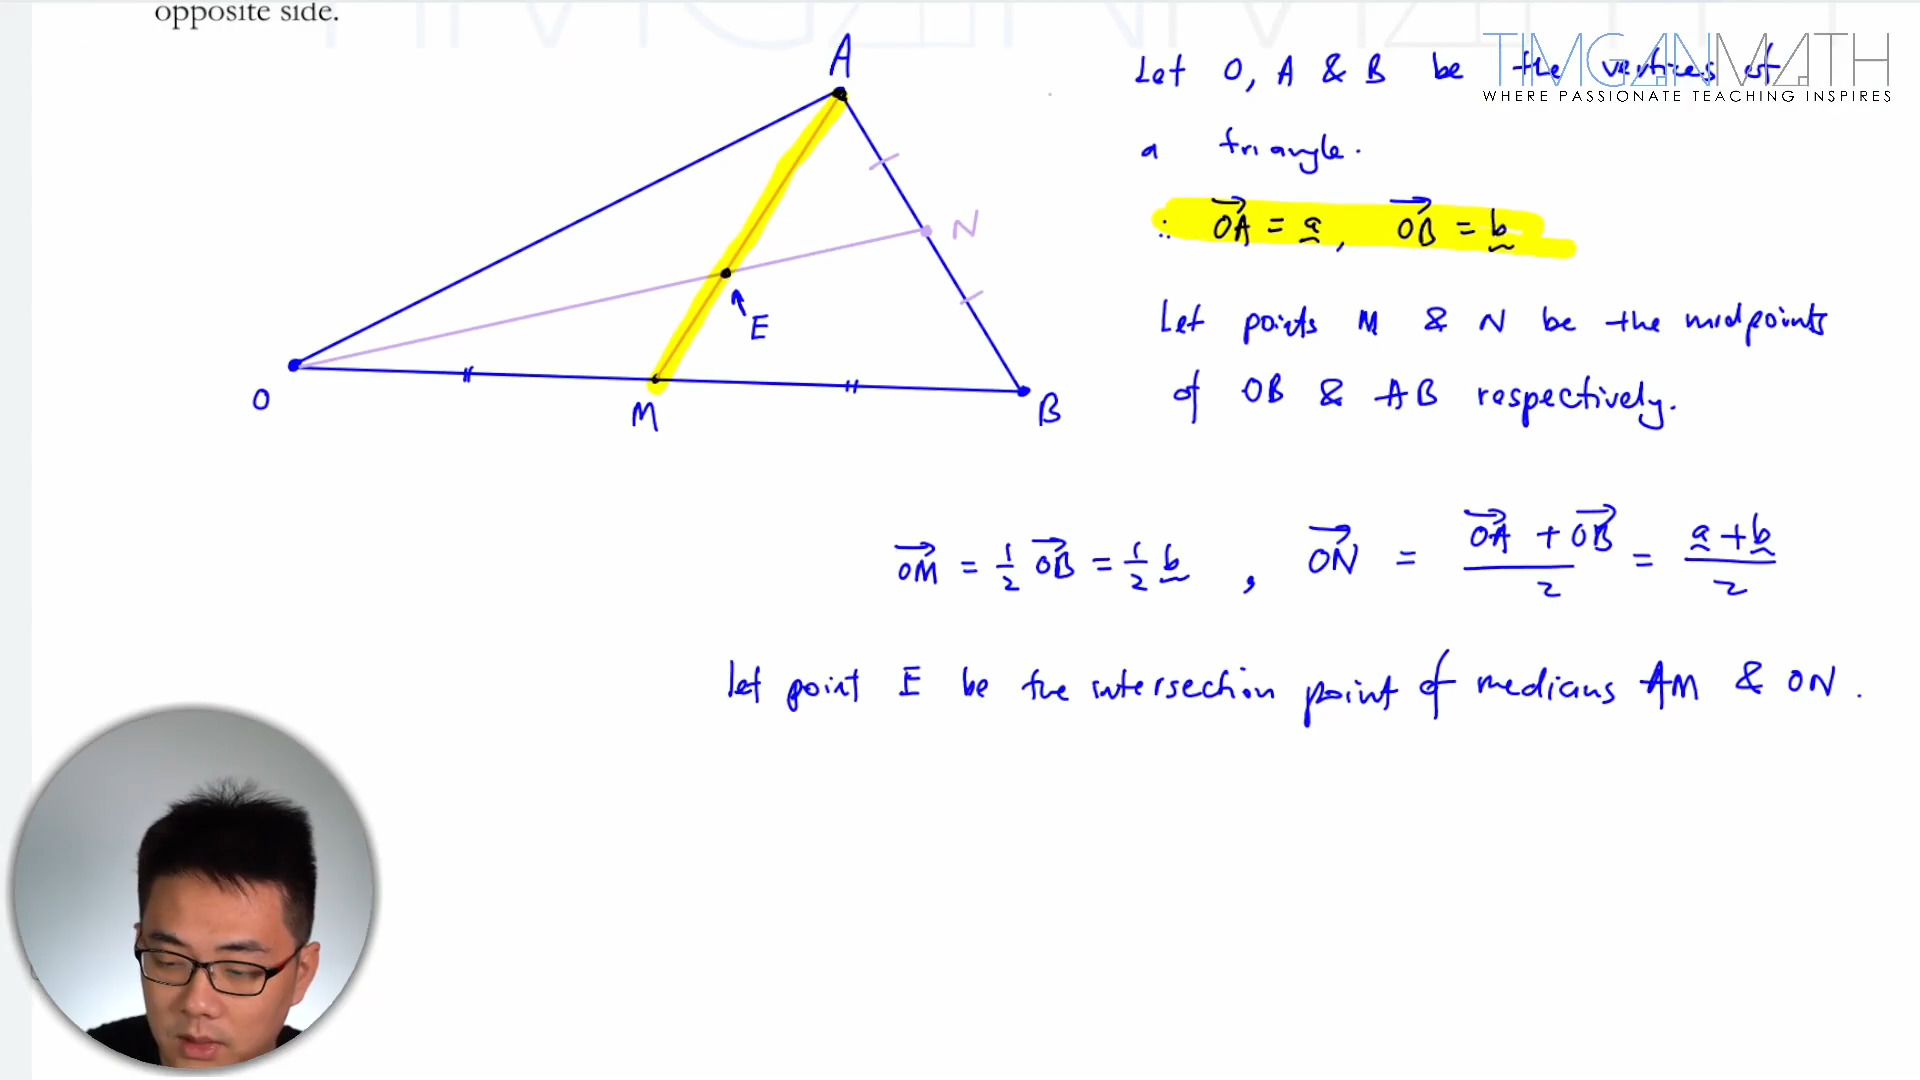 opposite side.
TIMGANMATH
WHERE PASSIONATE TEACHING INSPIRES
A
N
E
O
M
B
Let O, A & B be the vertices of
a triangle.
∴ OA = a, OB = b
Let points M & N be the midpoints
of OB & AB respectively.
OM = 1/2 OB = 1/2 b , ON = (OA + OB)/2 = (a + b)/2
Let point E be the intersection point of medians AM & ON.